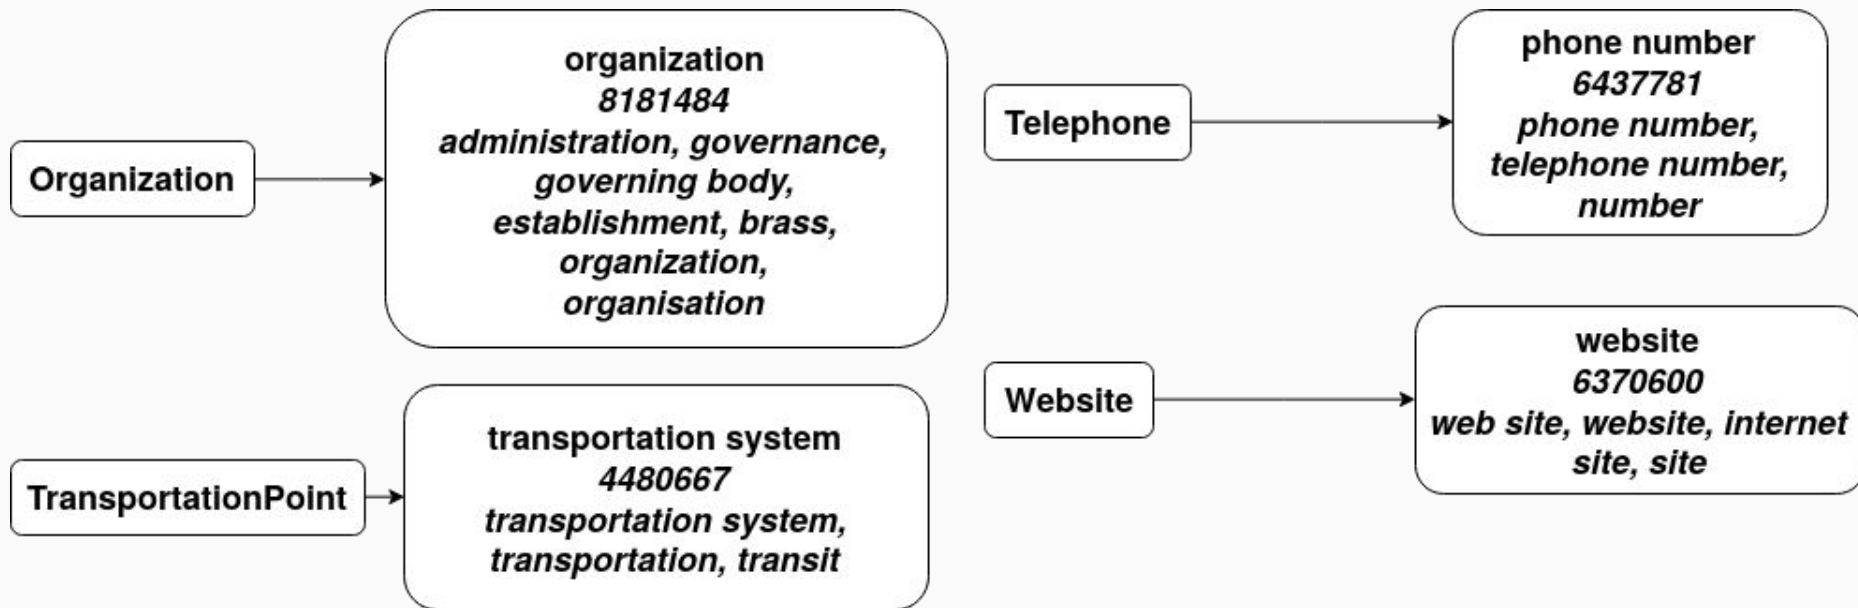 Organization
organization
8181484
administration, governance,
governing body,
establishment, brass,
organization,
organisation
Telephone
phone number
6437781
phone number,
telephone number,
number
TransportationPoint
transportation system
4480667
transportation system,
transportation, transit
Website
website
6370600
web site, website, internet
site, site